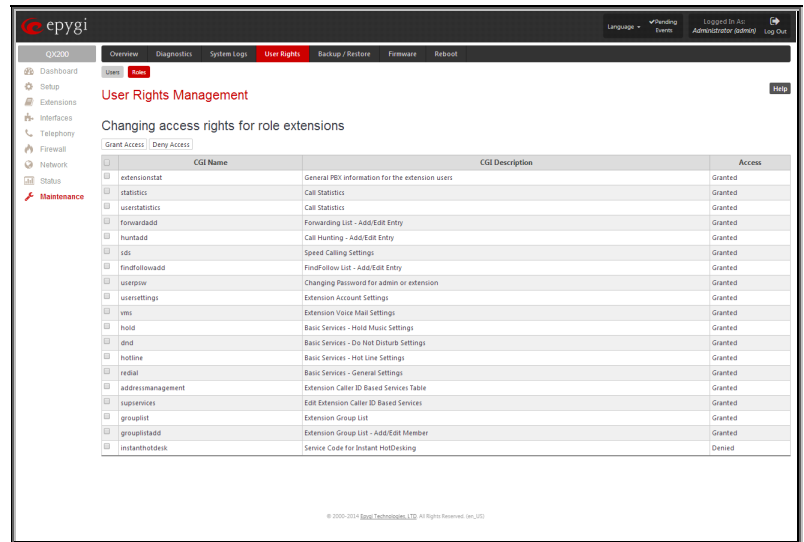 epygi
Language
Pending Events
Logged In As:
Administrator (admin)
Log Out
QX200
Overview Diagnostics System Logs User Rights Backup / Restore Firmware Reboot
Dashboard
Setup
Extensions
Interfaces
Telephony
Firewall
Network
Status
Maintenance
Users Roles
User Rights Management
Help
Changing access rights for role extensions
Grant Access Deny Access
CGI Name CGI Description Access
extensionstat General PBX information for the extension users Granted
statistics Call Statistics Granted
userstatistics Call Statistics Granted
forwardadd Forwarding List - Add/Edit Entry Granted
huntadd Call Hunting - Add/Edit Entry Granted
sds Speed Calling Settings Granted
findfollowadd FindFollow List - Add/Edit Entry Granted
userpsw Changing Password for admin or extension Granted
usersettings Extension Account Settings Granted
vms Extension Voice Mail Settings Granted
hold Basic Services - Hold Music Settings Granted
dnd Basic Services - Do Not Disturb Settings Granted
hotline Basic Services - Hot Line Settings Granted
redial Basic Services - General Settings Granted
addressmanagement Extension Caller ID Based Services Table Granted
supservices Edit Extension Caller ID Based Services Granted
grouplist Extension Group List Granted
grouplistadd Extension Group List - Add/Edit Member Granted
instanthotdesk Service Code for Instant HotDesking Denied
© 2000-2014 Epygi Technologies, LTD. All Rights Reserved. (en_US)